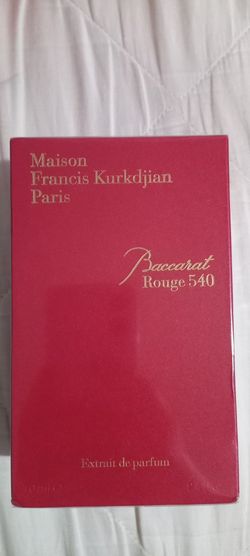 Maison
Francis Kurkdjian
Paris
Baccarat
Rouge 540
Extrait de parfum